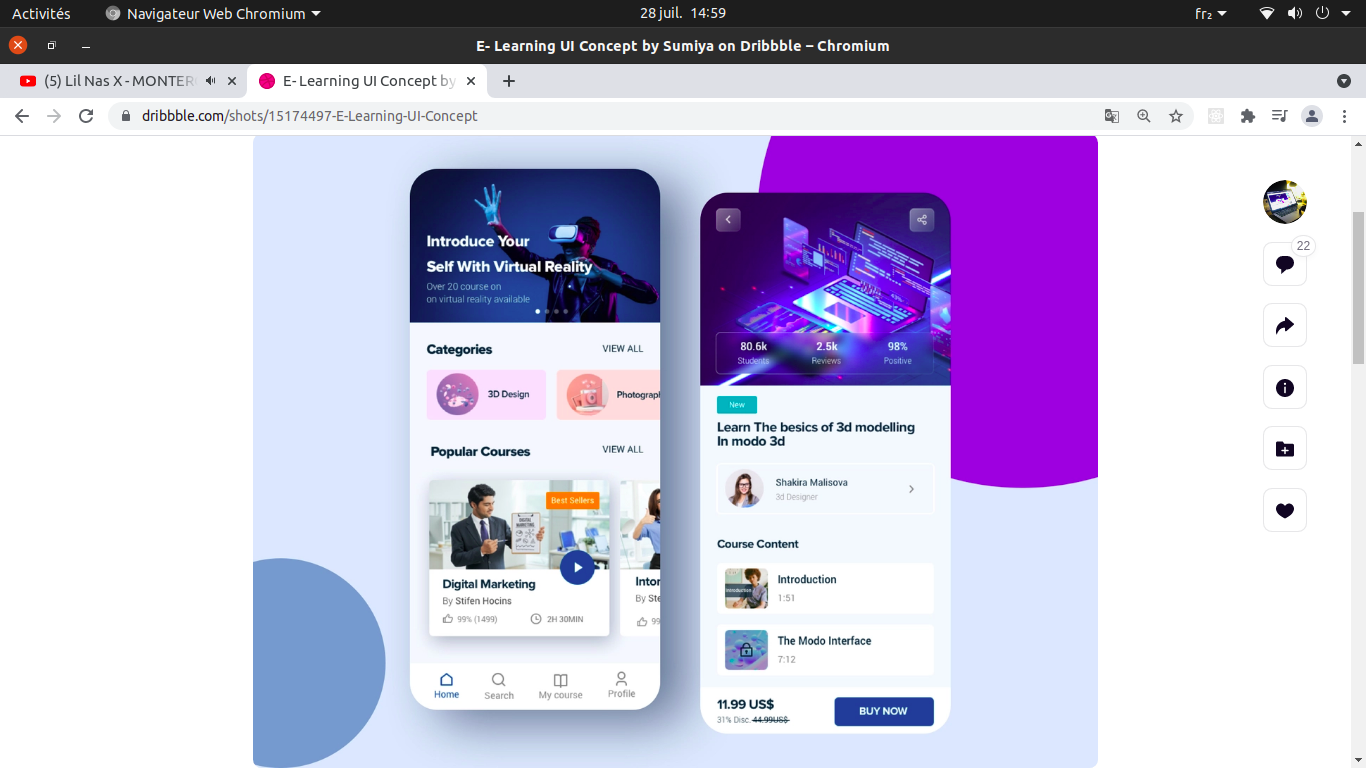 Activités
Navigateur Web Chromium
28 juil. 14:59
fr₂
E- Learning UI Concept by Sumiya on Dribbble – Chromium
(5) Lil Nas X - MONTER
E- Learning UI Concept by
dribbble.com/shots/15174497-E-Learning-UI-Concept
22
Introduce Your
Self With Virtual Reality
Over 20 course on
on virtual reality available
Categories
VIEW ALL
3D Design
Photograph
Popular Courses
VIEW ALL
Best Sellers
DIGITAL
MARKETING
Digital Marketing
By Stifen Hocins
99% (1499)
2H 30MIN
Intor
By Ste
99
Home
Search
My course
Profile
80.6k
2.5k
98%
Students
Reviews
Positive
New
Learn The besics of 3d modelling
In modo 3d
Shakira Malisova
3d Designer
Course Content
Introduction
Introduction
1:51
The Modo Interface
7:12
11.99 US$
31% Disc. 44.99US$
BUY NOW